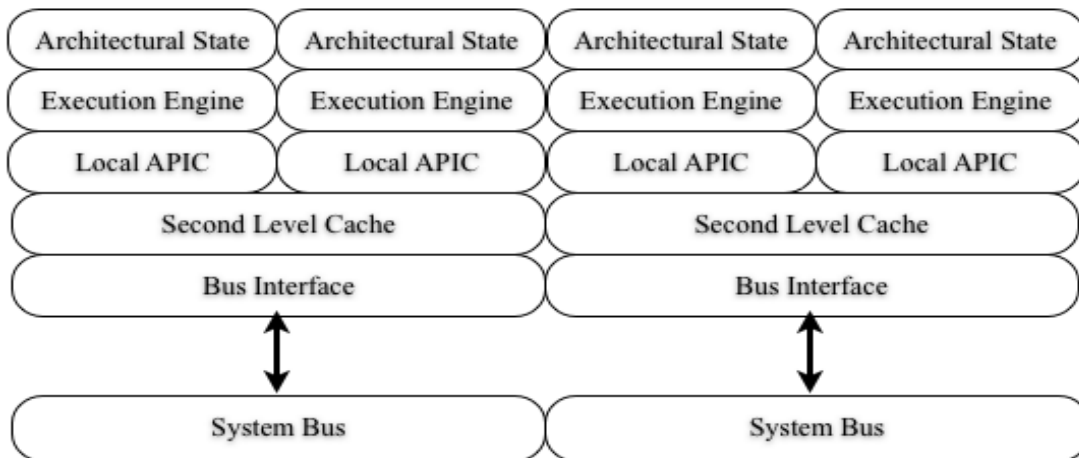 Architectural State Architectural State Architectural State Architectural State
Execution Engine Execution Engine Execution Engine Execution Engine
Local APIC Local APIC Local APIC Local APIC
Second Level Cache Second Level Cache
Bus Interface Bus Interface
System Bus System Bus